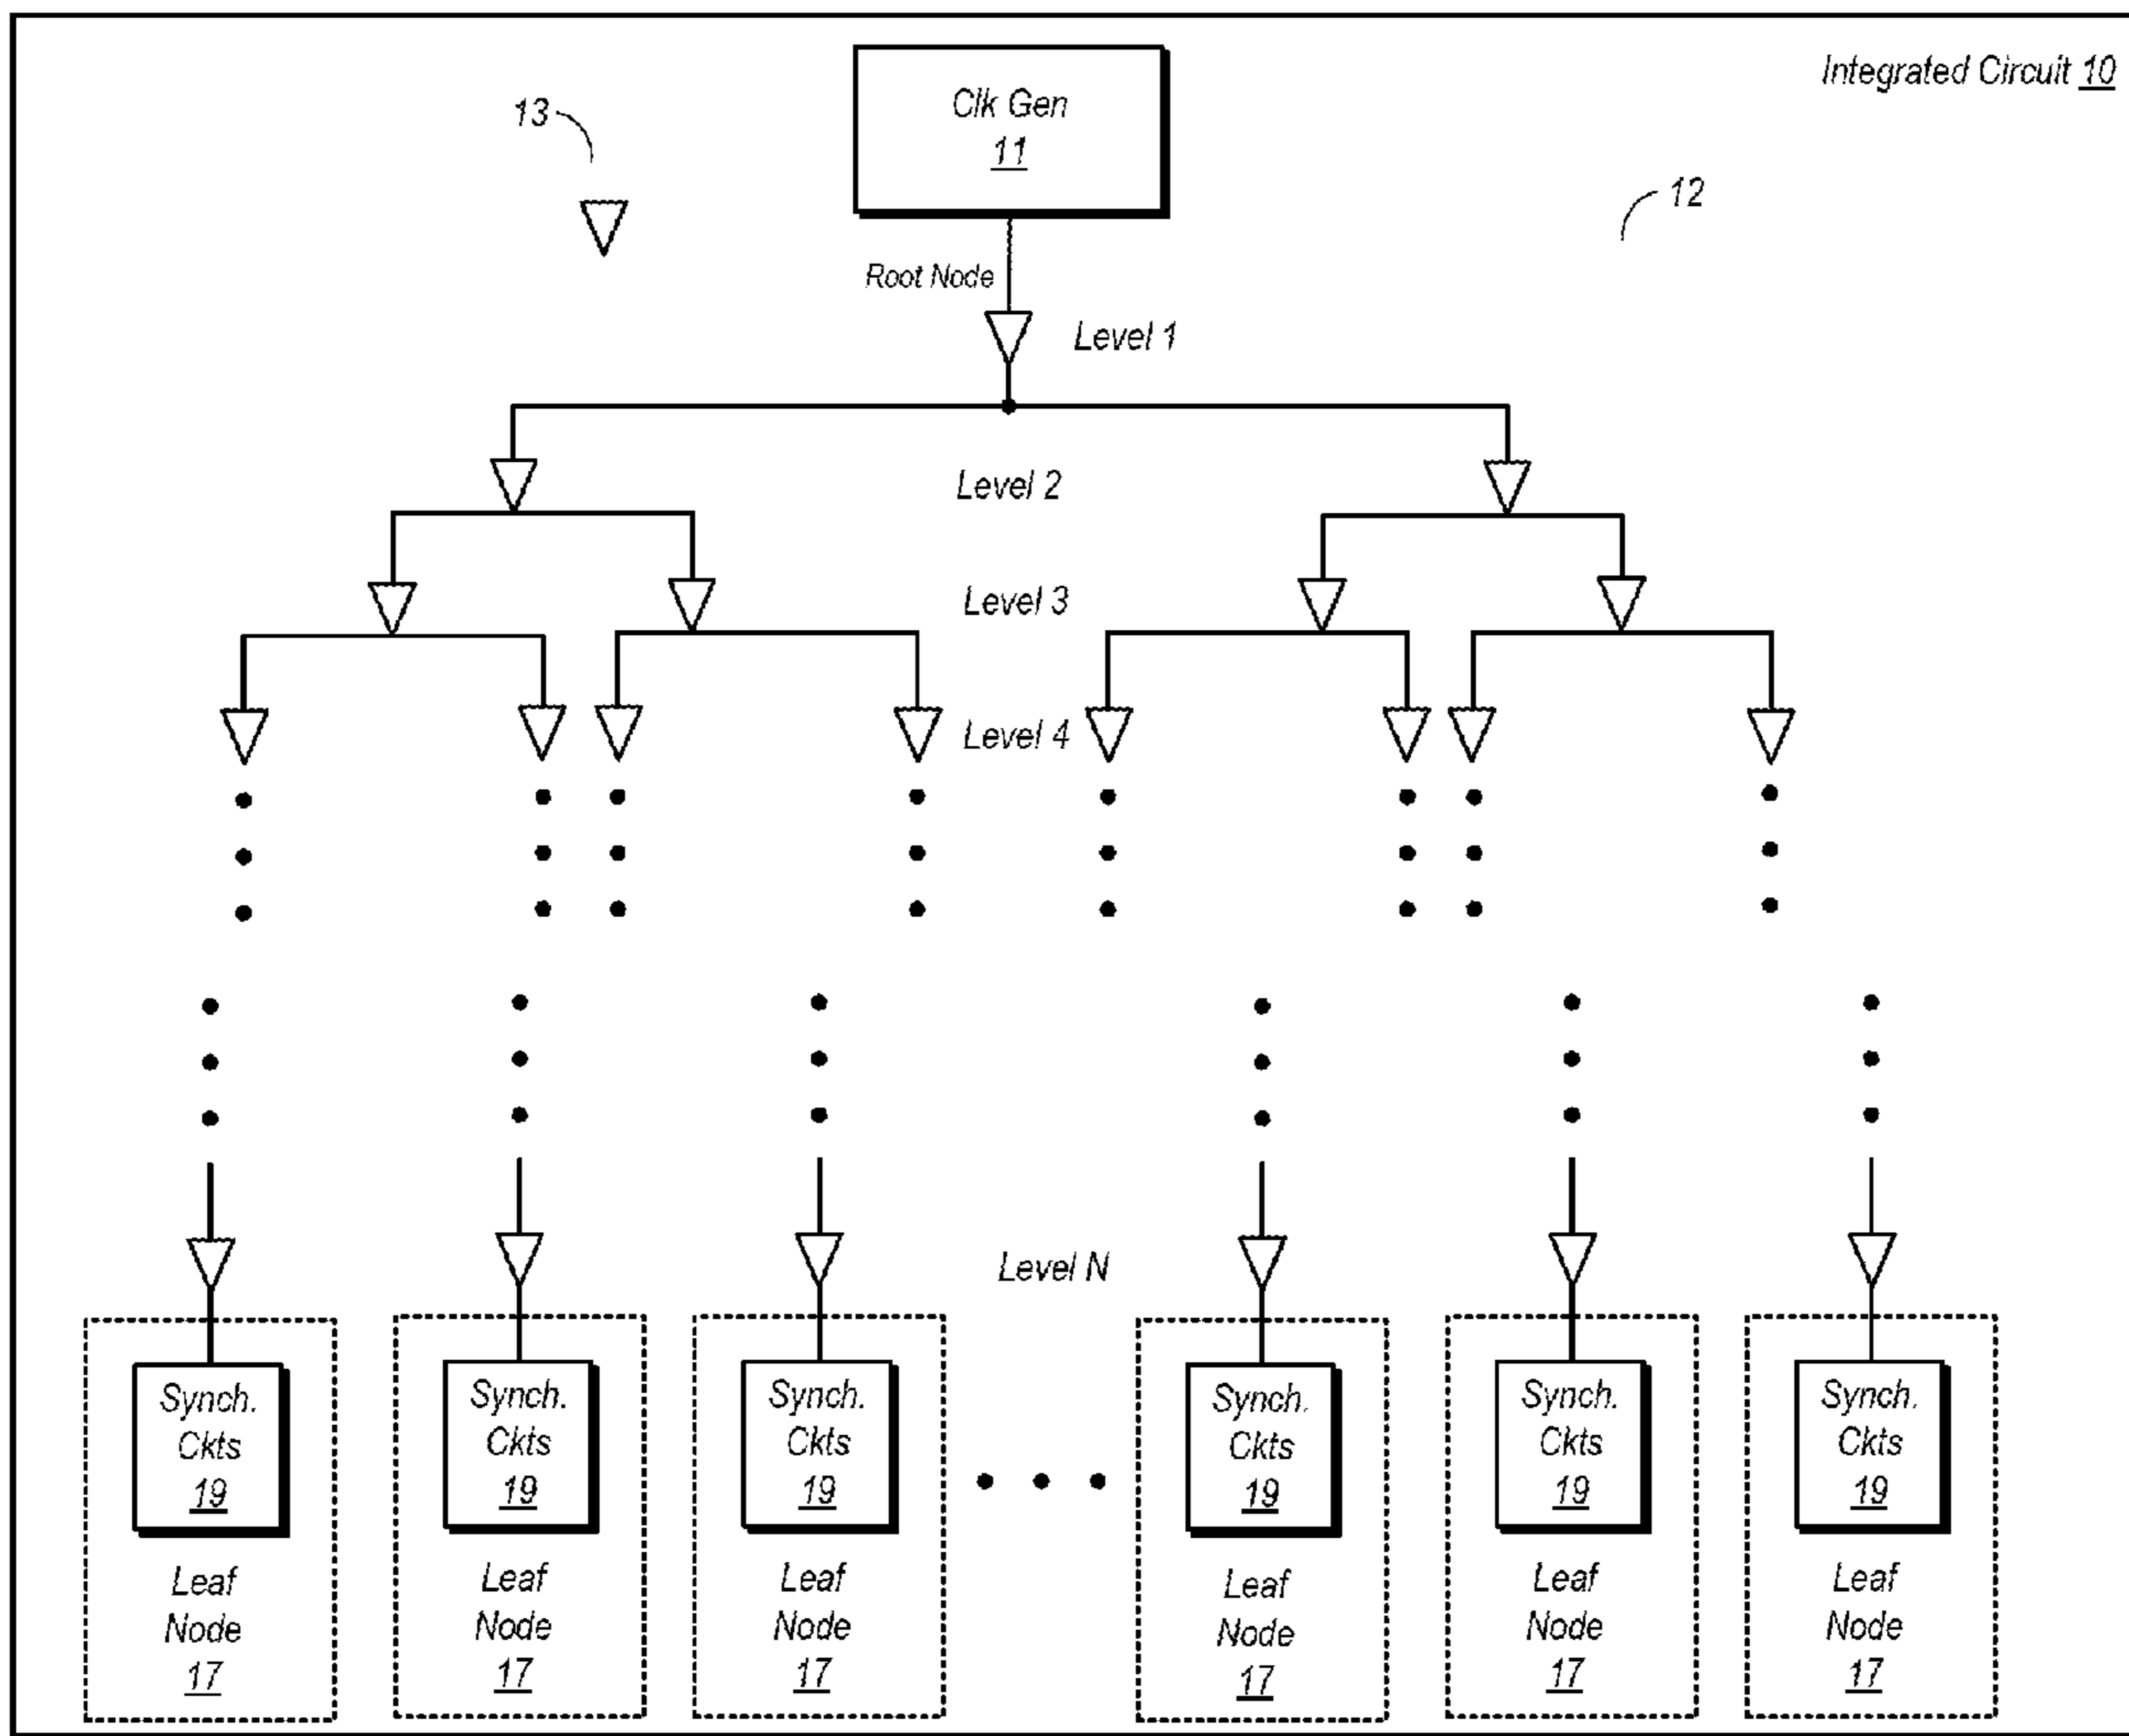 Integrated Circuit 10
Clk Gen
11
13
12
Root Node
Level 1
Level 2
Level 3
Level 4
Level N
Synch.
Ckts
19
Leaf
Node
17
Synch.
Ckts
19
Leaf
Node
17
Synch.
Ckts
19
Leaf
Node
17
Synch.
Ckts
19
Leaf
Node
17
Synch.
Ckts
19
Leaf
Node
17
Synch.
Ckts
19
Leaf
Node
17